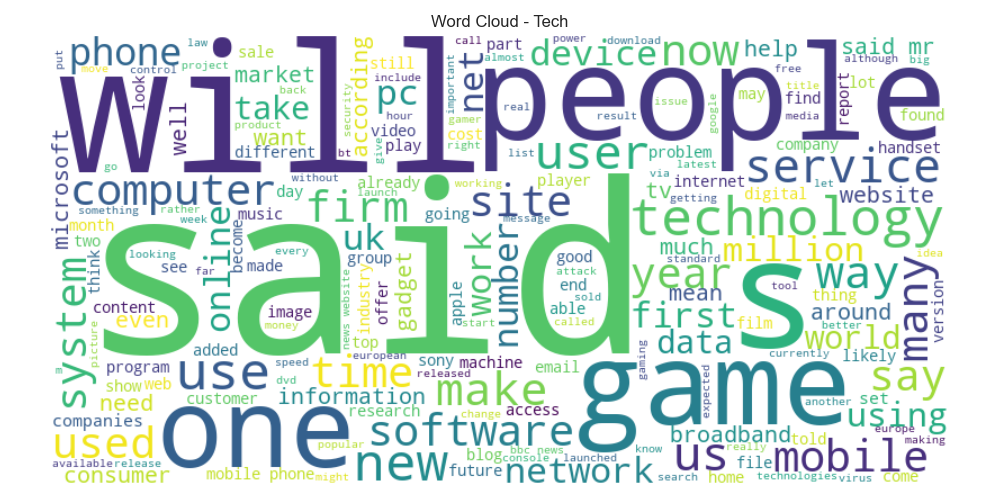 Word Cloud - Tech
put
phone
law
sale
project
move
control
look
well
market
back
take
product
want
different
security
bt
according
still
pc
include
hour
give
video
play
net
important
cost
gamer
right
call
part
almost
power
download
device
now
help
said mr
although
big
real
result
issue
google
free
title
may
media
find
report
lot
found
will
people
microsoft
computer
something
rather
week
month
two
think
looking
see
far
day
without
music
become
made
every
online
system
picture
content
even
added
program
show
web
need
companies
customer
already
launch
firm
going
uk
group
image
money
news website
industry
offer
top
gadget
european
speed
dvd
working
site
message
work
apple
start
number
player
good
attack
end
able
sold
called
list
user
problem
latest
via
internet
getting
tv
service
company
handset
let
digital
website
technology
much
million
idea
standard
year
mean
tool
way
thing
around
better
many
version
first
film
data
world
currently
likely
said
s
use
time
sony
machine
released
email
make
information
research
access
change
gaming
expected
another
set
say
using
europe
making
used
available
release
consumer
one
popular
mobile phone
might
software
new
blog
bbc news
console
launched
future
network
game
know
broadband
told
really
us
mobile
search
home
file
technologies
virus
come
go